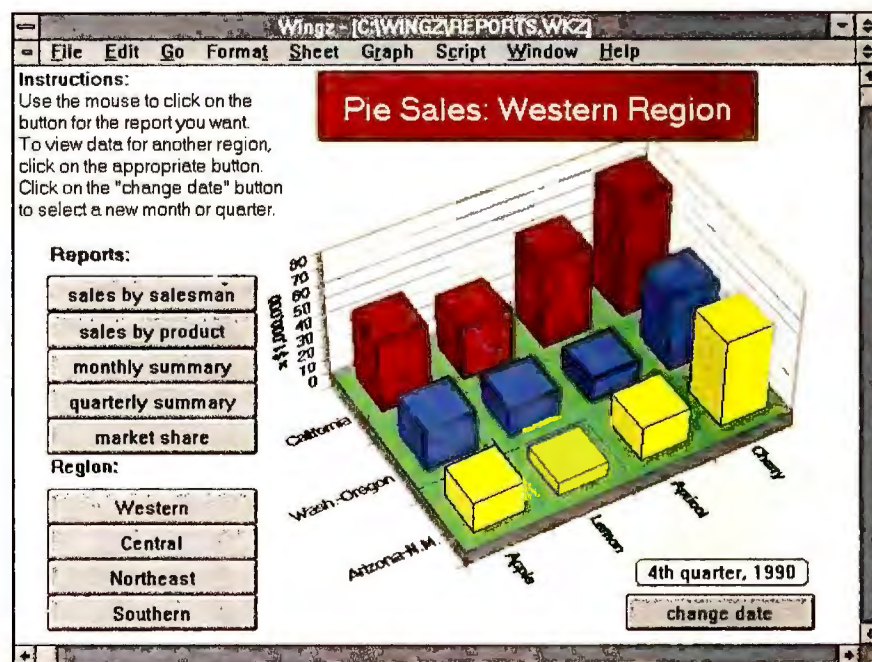 Wingz - [C:\WINGZ\REPORTS.WKZ]
File Edit Go Format Sheet Graph Script Window Help
Instructions:
Use the mouse to click on the
button for the report you want.
To view data for another region,
click on the appropriate button.
Click on the "change date" button
to select a new month or quarter.
Pie Sales: Western Region
Reports:
sales by salesman
sales by product
monthly summary
quarterly summary
market share
Region:
Western
Central
Northeast
Southern
x $1,000,000
80
70
60
50
40
30
20
10
0
California
Wash.-Oregon
Arizona-N.M.
Apple
Lemon
Apricot
Cherry
4th quarter, 1990
change date